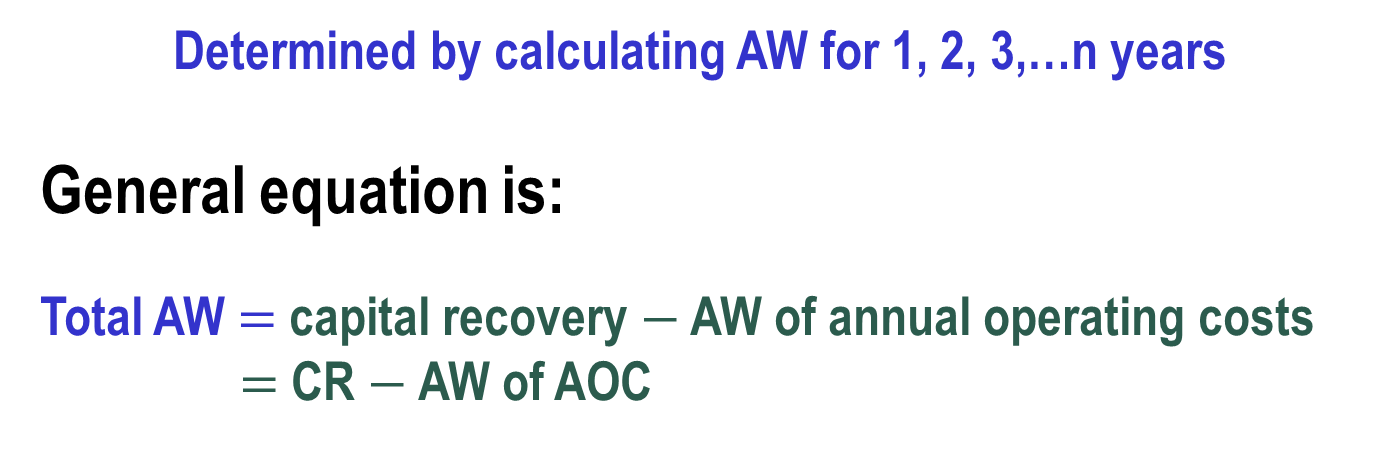 Determined by calculating AW for 1, 2, 3,…n years
General equation is:
Total AW = capital recovery − AW of annual operating costs
= CR − AW of AOC